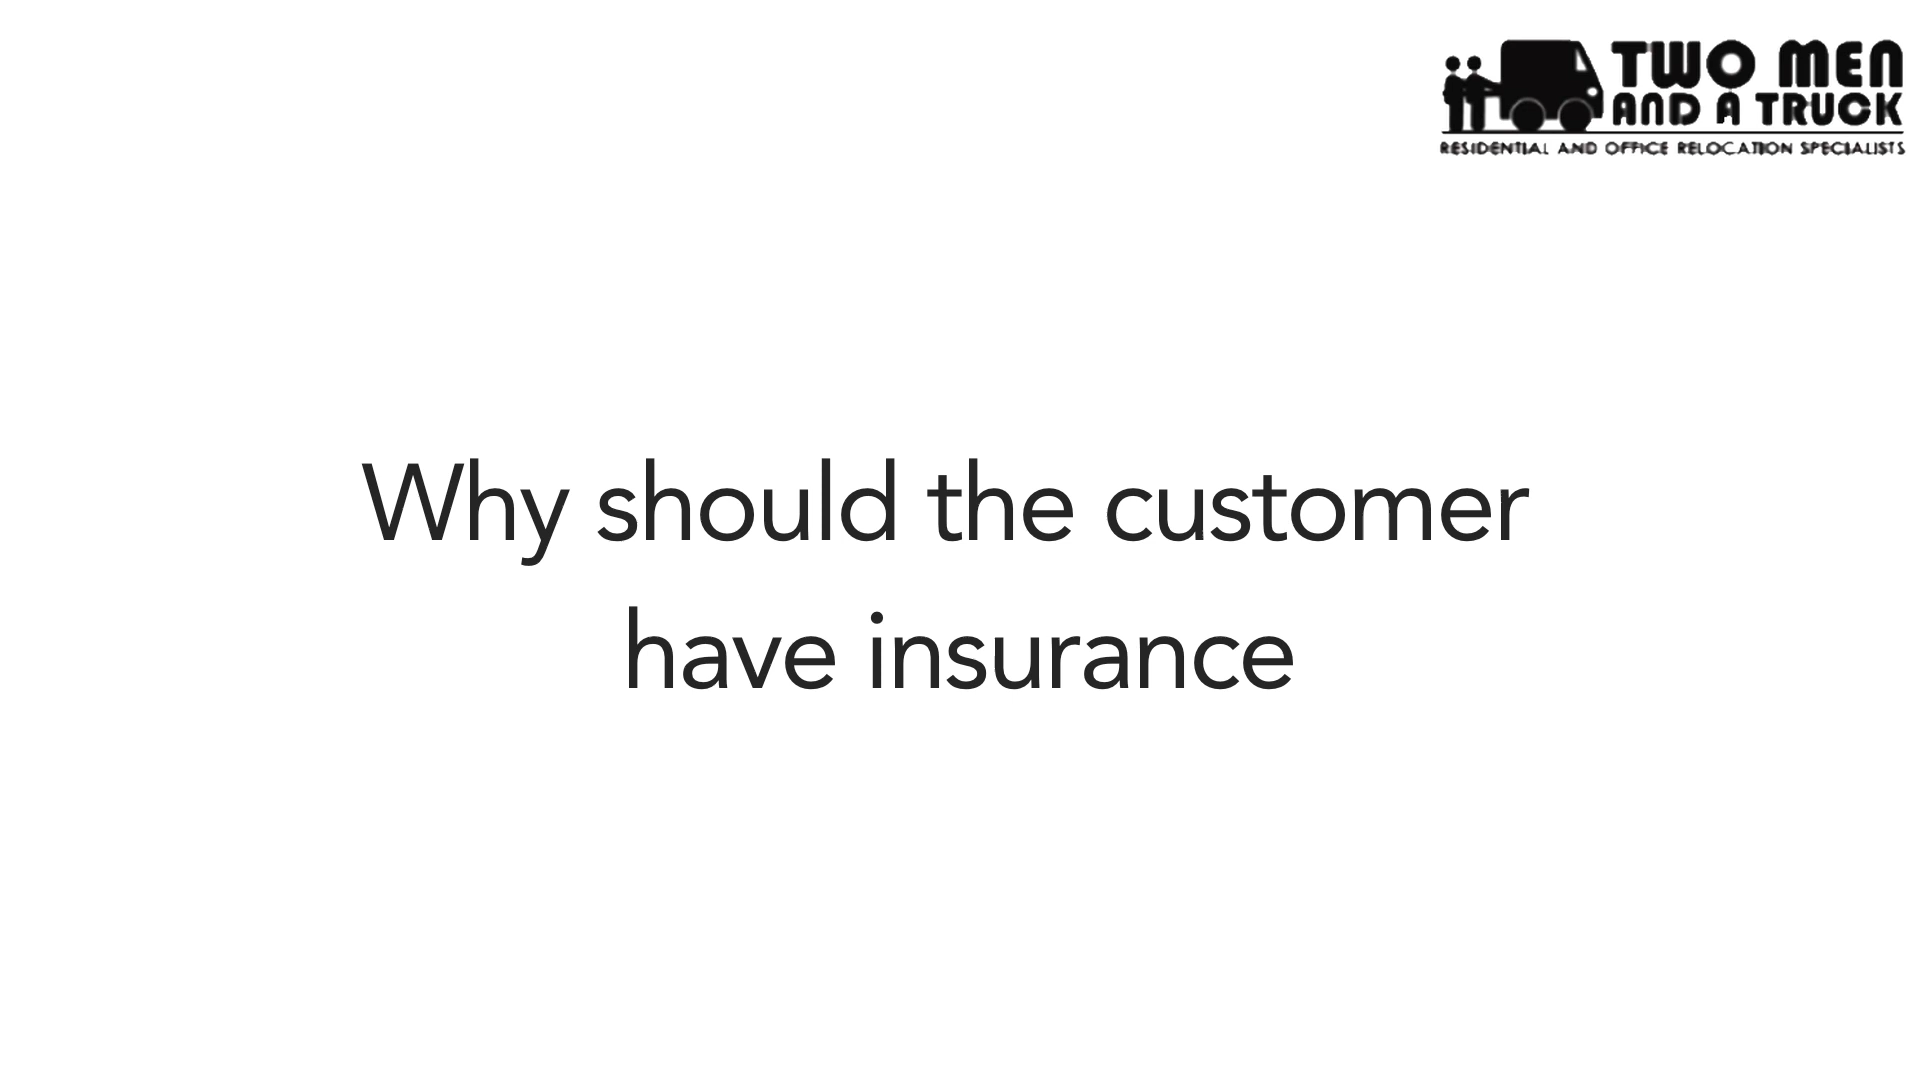 TWO MEN
AND A TRUCK
RESIDENTIAL AND OFFICE RELOCATION SPECIALISTS
Why should the customer
have insurance